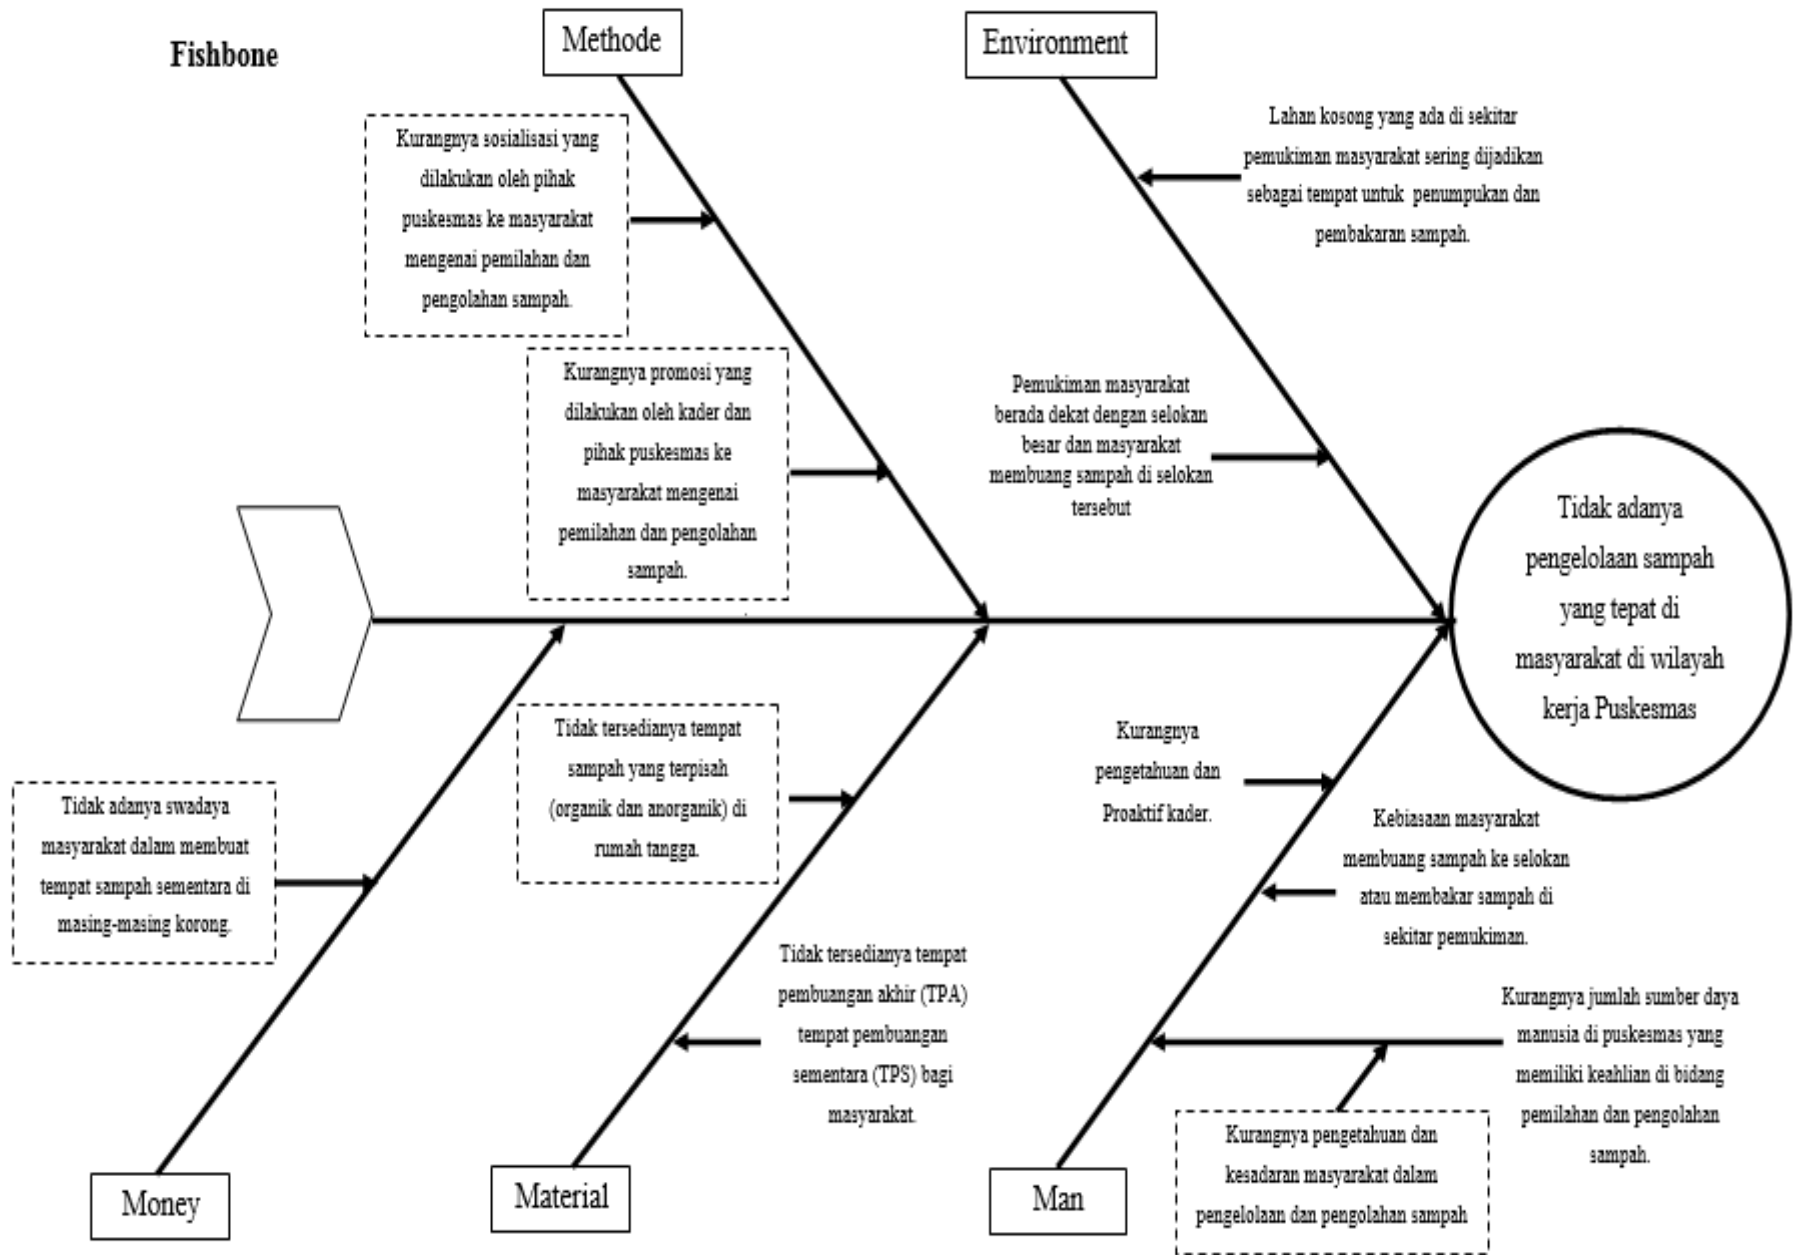 Fishbone
Methode
Environment
Kurangnya sosialisasi yang
dilakukan oleh pihak
puskesmas ke masyarakat
mengenai pemilahan dan
pengolahan sampah.
Lahan kosong yang ada di sekitar
pemukiman masyarakat sering dijadikan
sebagai tempat untuk penumpukan dan
pembakaran sampah.
Kurangnya promosi yang
dilakukan oleh kader dan
pihak puskesmas ke
masyarakat mengenai
pemilahan dan pengolahan
sampah.
Pemukiman masyarakat
berada dekat dengan selokan
besar dan masyarakat
membuang sampah di selokan
tersebut
Tidak adanya
pengelolaan sampah
yang tepat di
masyarakat di wilayah
kerja Puskesmas
Tidak adanya swadaya
masyarakat dalam membuat
tempat sampah sementara di
masing-masing korong.
Tidak tersedianya tempat
sampah yang terpisah
(organik dan anorganik) di
rumah tangga.
Tidak tersedianya tempat
pembuangan akhir (TPA)
tempat pembuangan
sementara (TPS) bagi
masyarakat.
Kurangnya
pengetahuan dan
Proaktif kader.
Kebiasaan masyarakat
membuang sampah ke selokan
atau membakar sampah di
sekitar pemukiman.
Kurangnya jumlah sumber daya
manusia di puskesmas yang
memiliki keahlian di bidang
pemilahan dan pengolahan
sampah.
Kurangnya pengetahuan dan
kesadaran masyarakat dalam
pengelolaan dan pengolahan sampah
Money
Material
Man